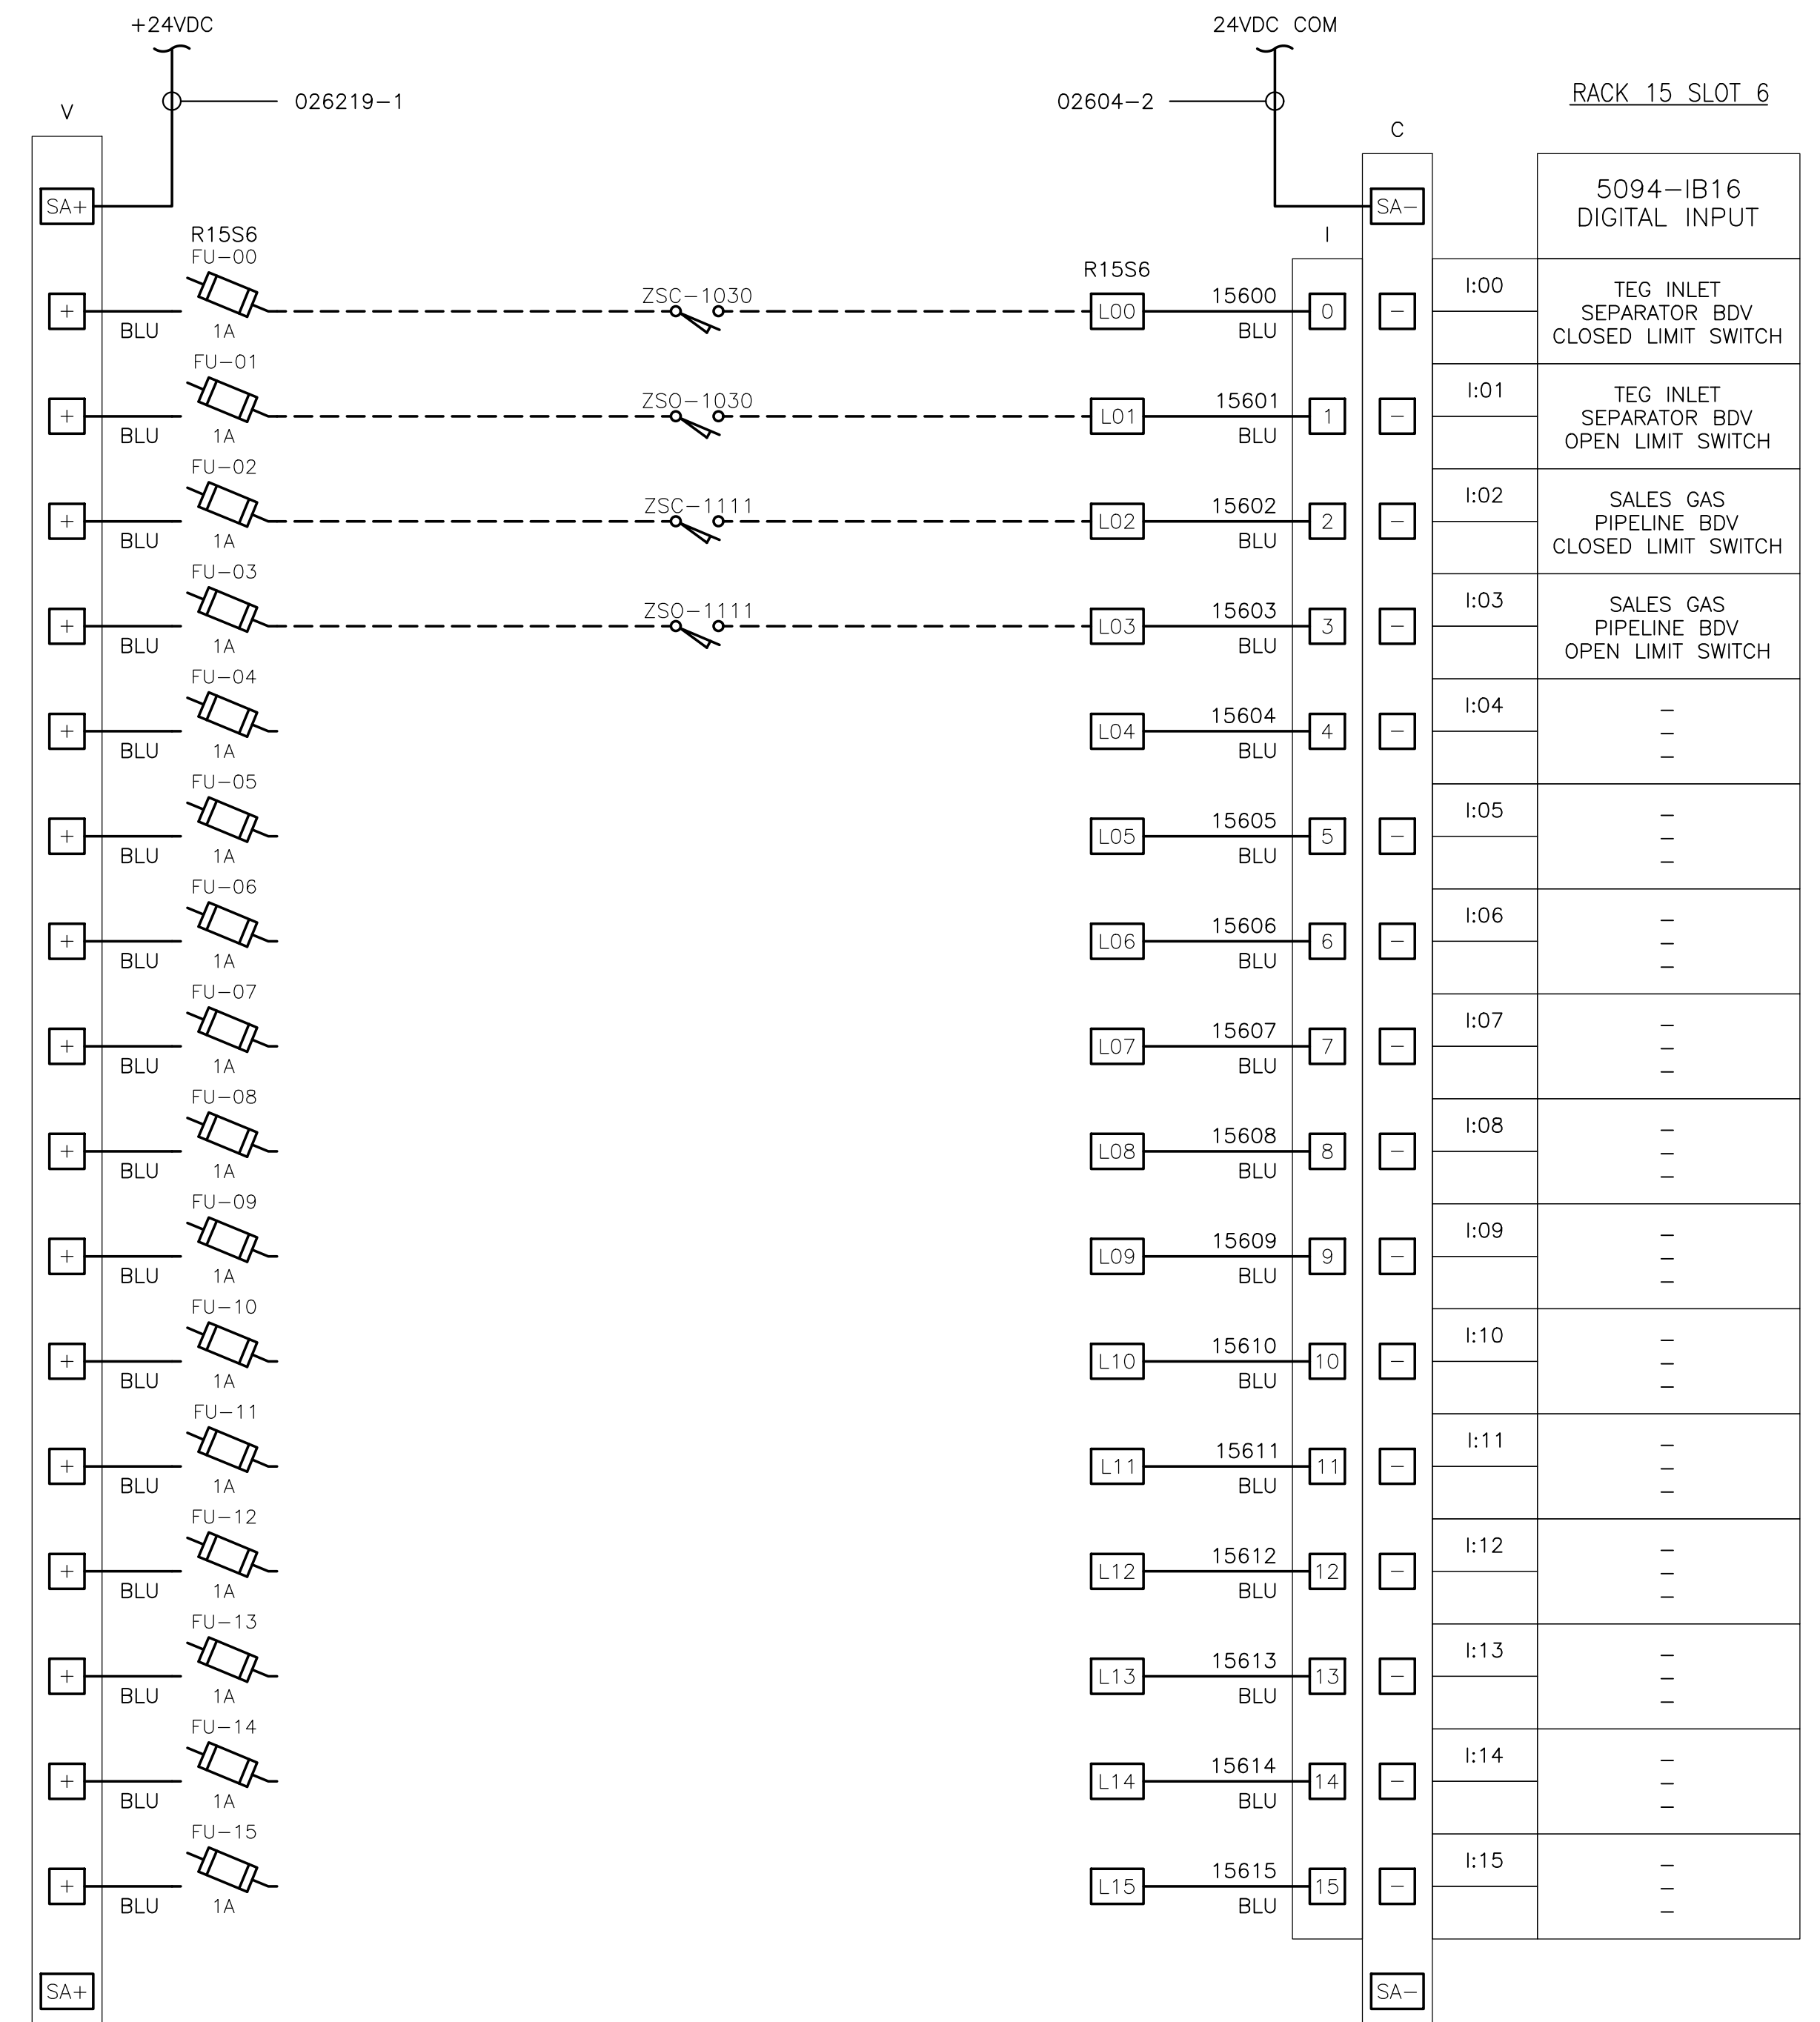 +24VDC
24VDC COM
026219-1
02604-2
RACK 15 SLOT 6
V
C
SA+
SA-
5094-IB16
DIGITAL INPUT
I
R15S6
FU-00
+
BLU
1A
ZSC-1030
R15S6
L00
15600
BLU
0
-
I:00
TEG INLET
SEPARATOR BDV
CLOSED LIMIT SWITCH
FU-01
+
BLU
1A
ZSO-1030
L01
15601
BLU
1
-
I:01
TEG INLET
SEPARATOR BDV
OPEN LIMIT SWITCH
FU-02
+
BLU
1A
ZSC-1111
L02
15602
BLU
2
-
I:02
SALES GAS
PIPELINE BDV
CLOSED LIMIT SWITCH
FU-03
+
BLU
1A
ZSO-1111
L03
15603
BLU
3
-
I:03
SALES GAS
PIPELINE BDV
OPEN LIMIT SWITCH
FU-04
+
BLU
1A
L04
15604
BLU
4
-
I:04
-
-
-
FU-05
+
BLU
1A
L05
15605
BLU
5
-
I:05
-
-
-
FU-06
+
BLU
1A
L06
15606
BLU
6
-
I:06
-
-
-
FU-07
+
BLU
1A
L07
15607
BLU
7
-
I:07
-
-
-
FU-08
+
BLU
1A
L08
15608
BLU
8
-
I:08
-
-
-
FU-09
+
BLU
1A
L09
15609
BLU
9
-
I:09
-
-
-
FU-10
+
BLU
1A
L10
15610
BLU
10
-
I:10
-
-
-
FU-11
+
BLU
1A
L11
15611
BLU
11
-
I:11
-
-
-
FU-12
+
BLU
1A
L12
15612
BLU
12
-
I:12
-
-
-
FU-13
+
BLU
1A
L13
15613
BLU
13
-
I:13
-
-
-
FU-14
+
BLU
1A
L14
15614
BLU
14
-
I:14
-
-
-
FU-15
+
BLU
1A
L15
15615
BLU
15
-
I:15
-
-
-
SA+
SA-